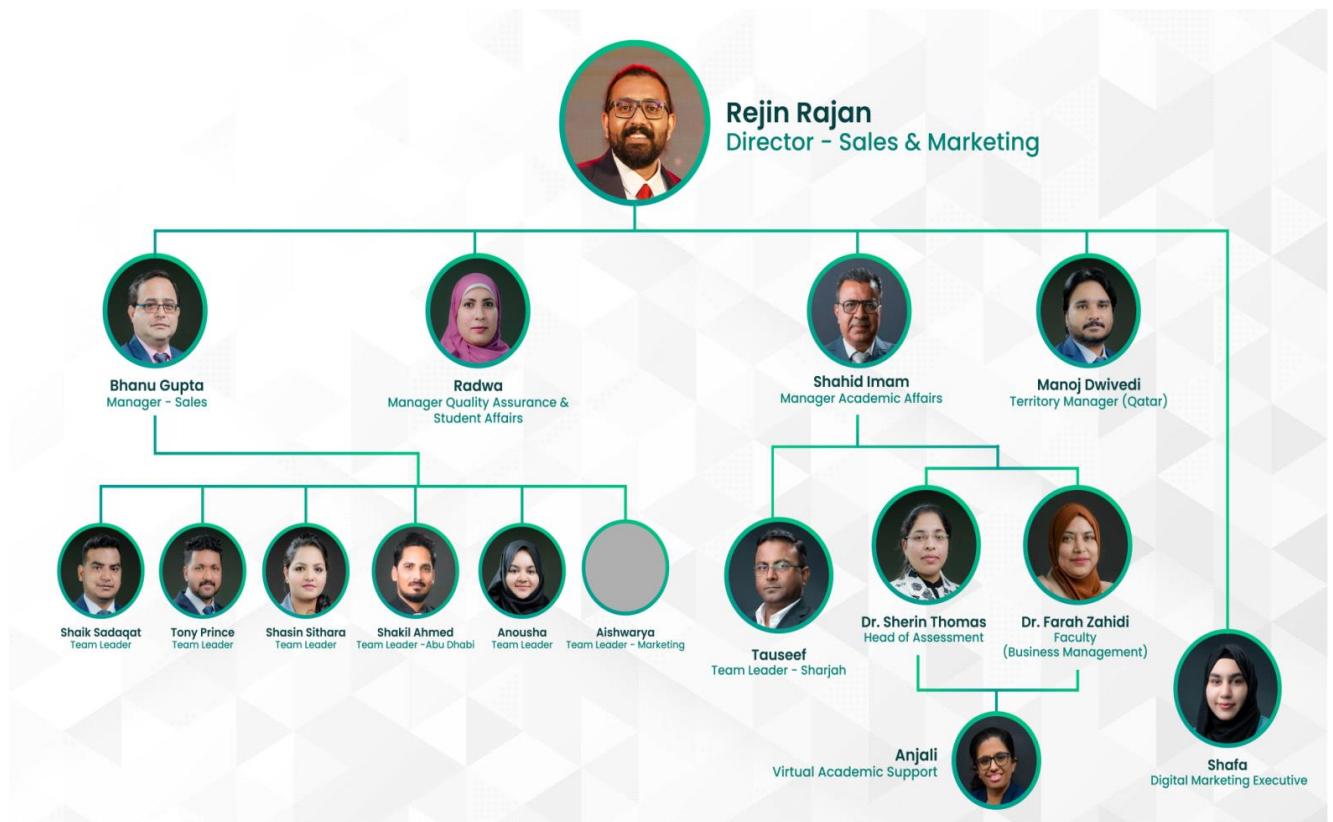 Rejin Rajan
Director - Sales & Marketing
Bhanu Gupta
Manager - Sales
Radwa
Manager Quality Assurance &
Student Affairs
Shahid Imam
Manager Academic Affairs
Manoj Dwivedi
Territory Manager (Qatar)
Shaik Sadaqat
Team Leader
Tony Prince
Team Leader
Shasin Sithara
Team Leader
Shakil Ahmed
Team Leader -Abu Dhabi
Anousha
Team Leader
Aishwarya
Team Leader - Marketing
Tauseef
Team Leader - Sharjah
Dr. Sherin Thomas
Head of Assessment
Dr. Farah Zahidi
Faculty
(Business Management)
Anjali
Virtual Academic Support
Shafa
Digital Marketing Executive